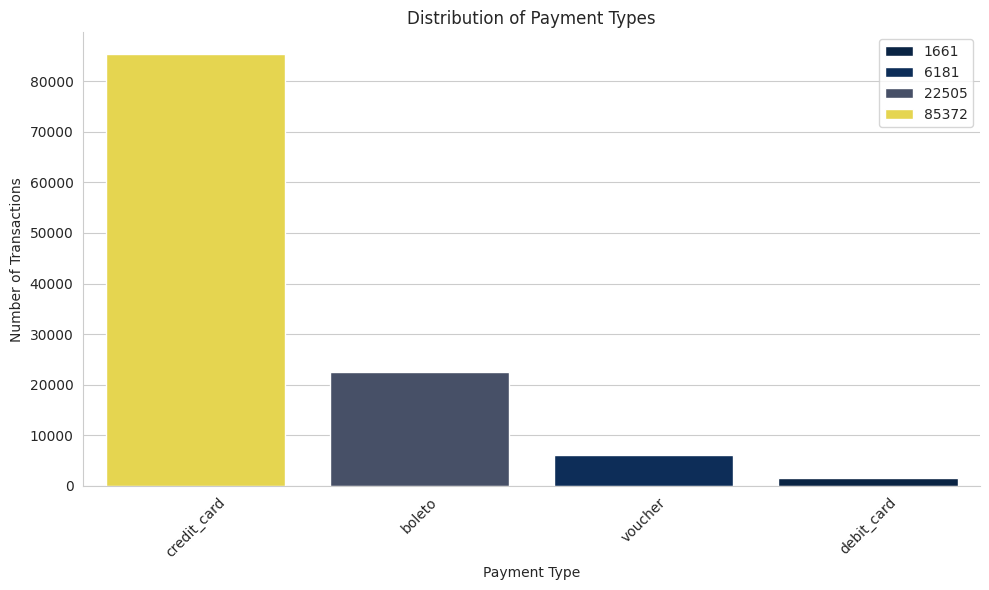 Distribution of Payment Types
1661
6181
22505
85372
Number of Transactions
80000
70000
60000
50000
40000
30000
20000
10000
0
credit_card
boleto
voucher
debit_card
Payment Type